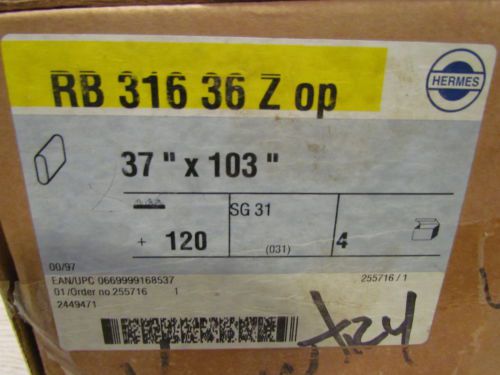 RB 316 36 Z op
HERMES
37 " x 103 "
SG 31
+ 120
(031)
4
00/97
EAN/UPC 0669999168537
255716 / 1
01 /Order no.255716 1
2449471
x24